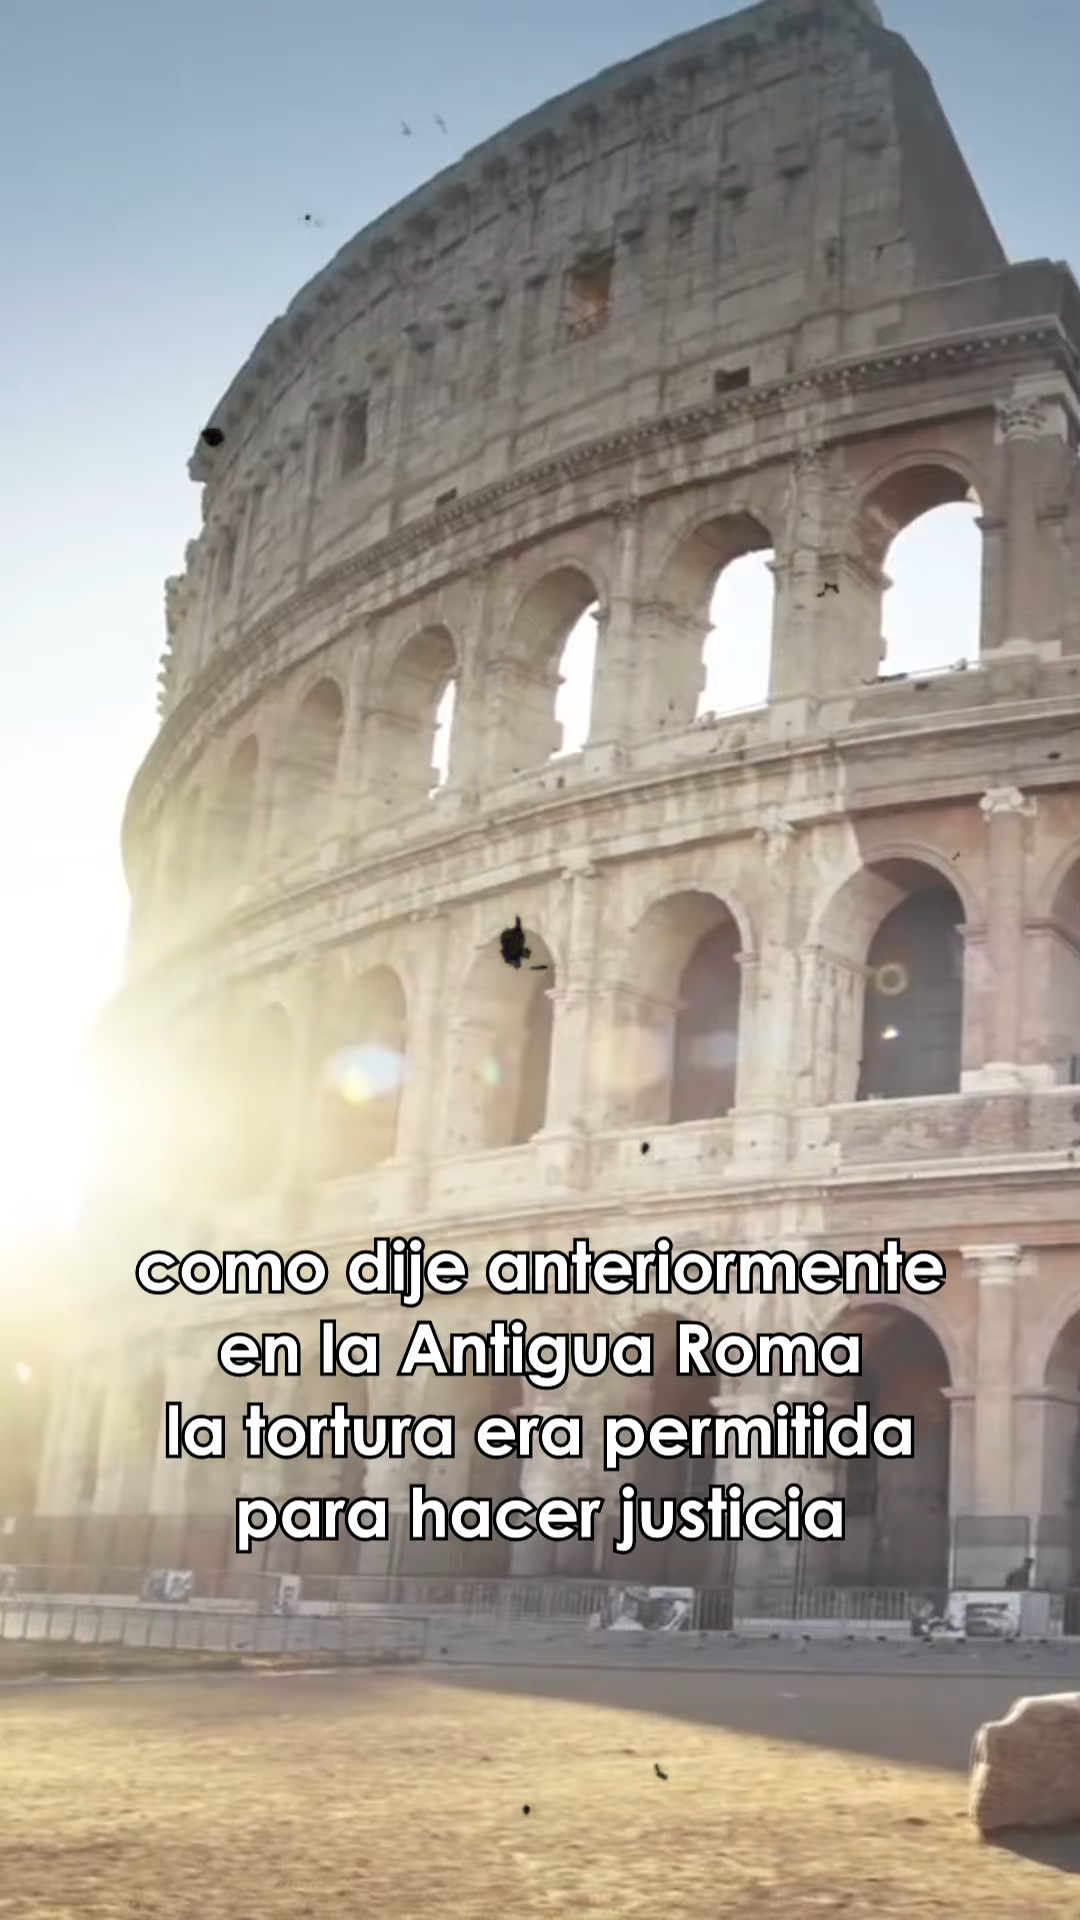 como dije anteriormente
en la Antigua Roma
la tortura era permitida
para hacer justicia